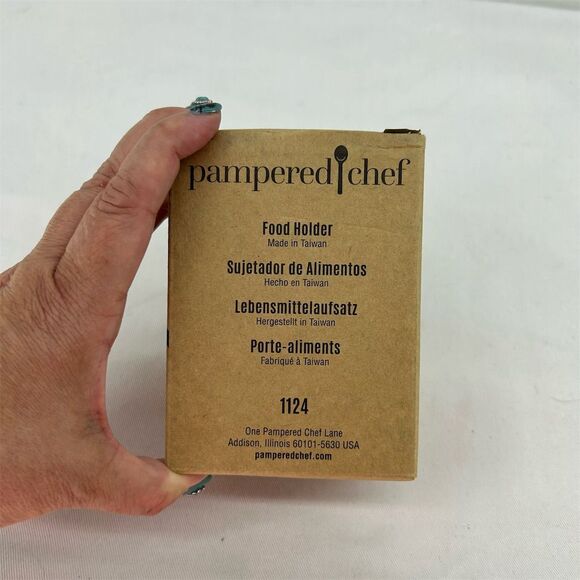 pampered chef
Food Holder
Made in Taiwan
Sujetador de Alimentos
Hecho en Taiwan
Lebensmittelaufsatz
Hergestellt in Taiwan
Porte-aliments
Fabriqué à Taiwan
1124
One Pampered Chef Lane
Addison, Illinois 60101-5630 USA
pamperedchef.com